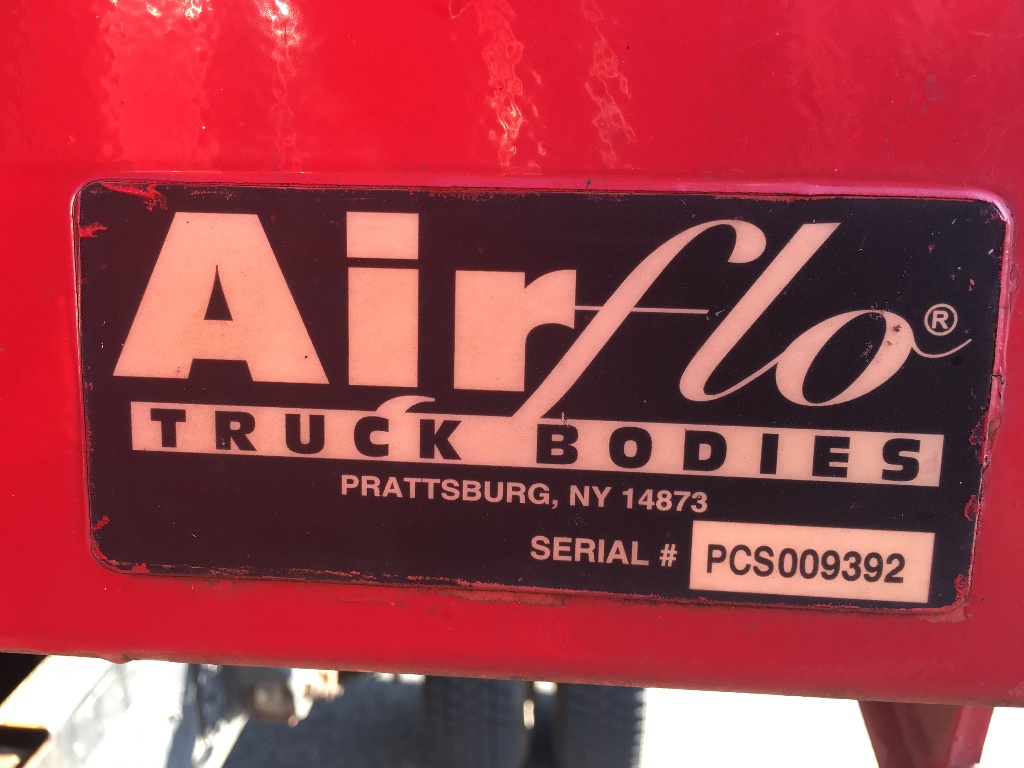 Airflo®
TRUCK BODIES
PRATTSBURG, NY 14873
SERIAL # PCS009392